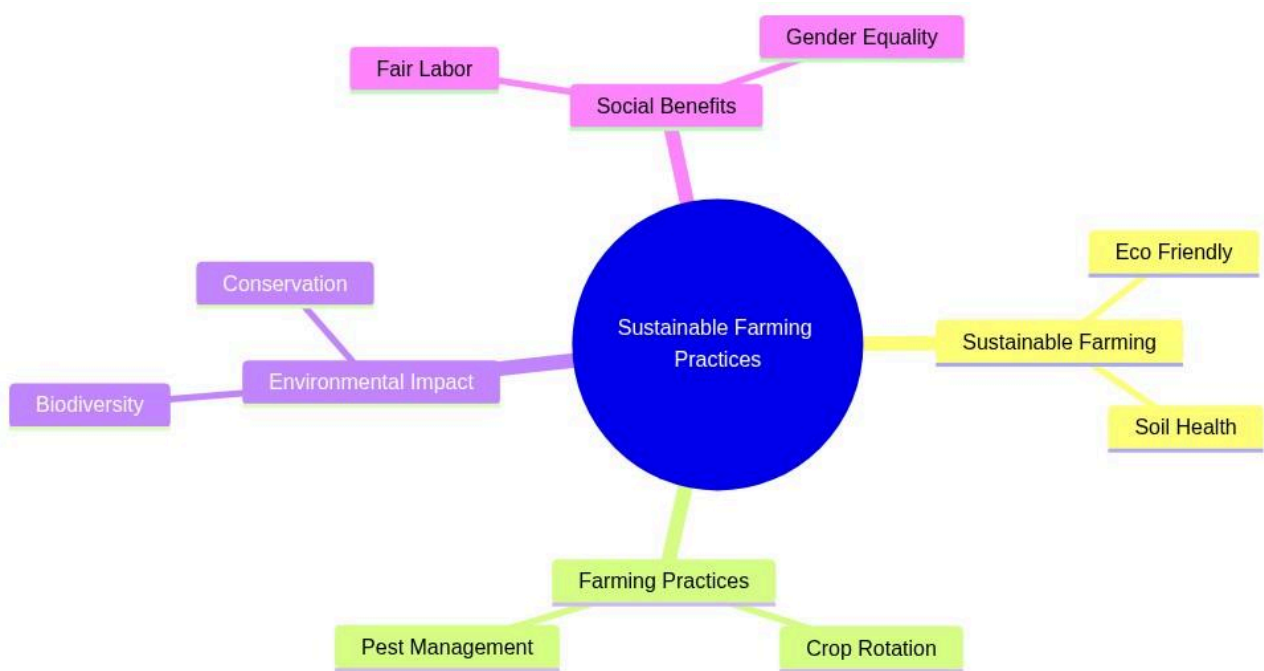 Gender Equality
Fair Labor
Social Benefits
Eco Friendly
Conservation
Sustainable Farming
Practices
Sustainable Farming
Environmental Impact
Biodiversity
Soil Health
Farming Practices
Pest Management
Crop Rotation